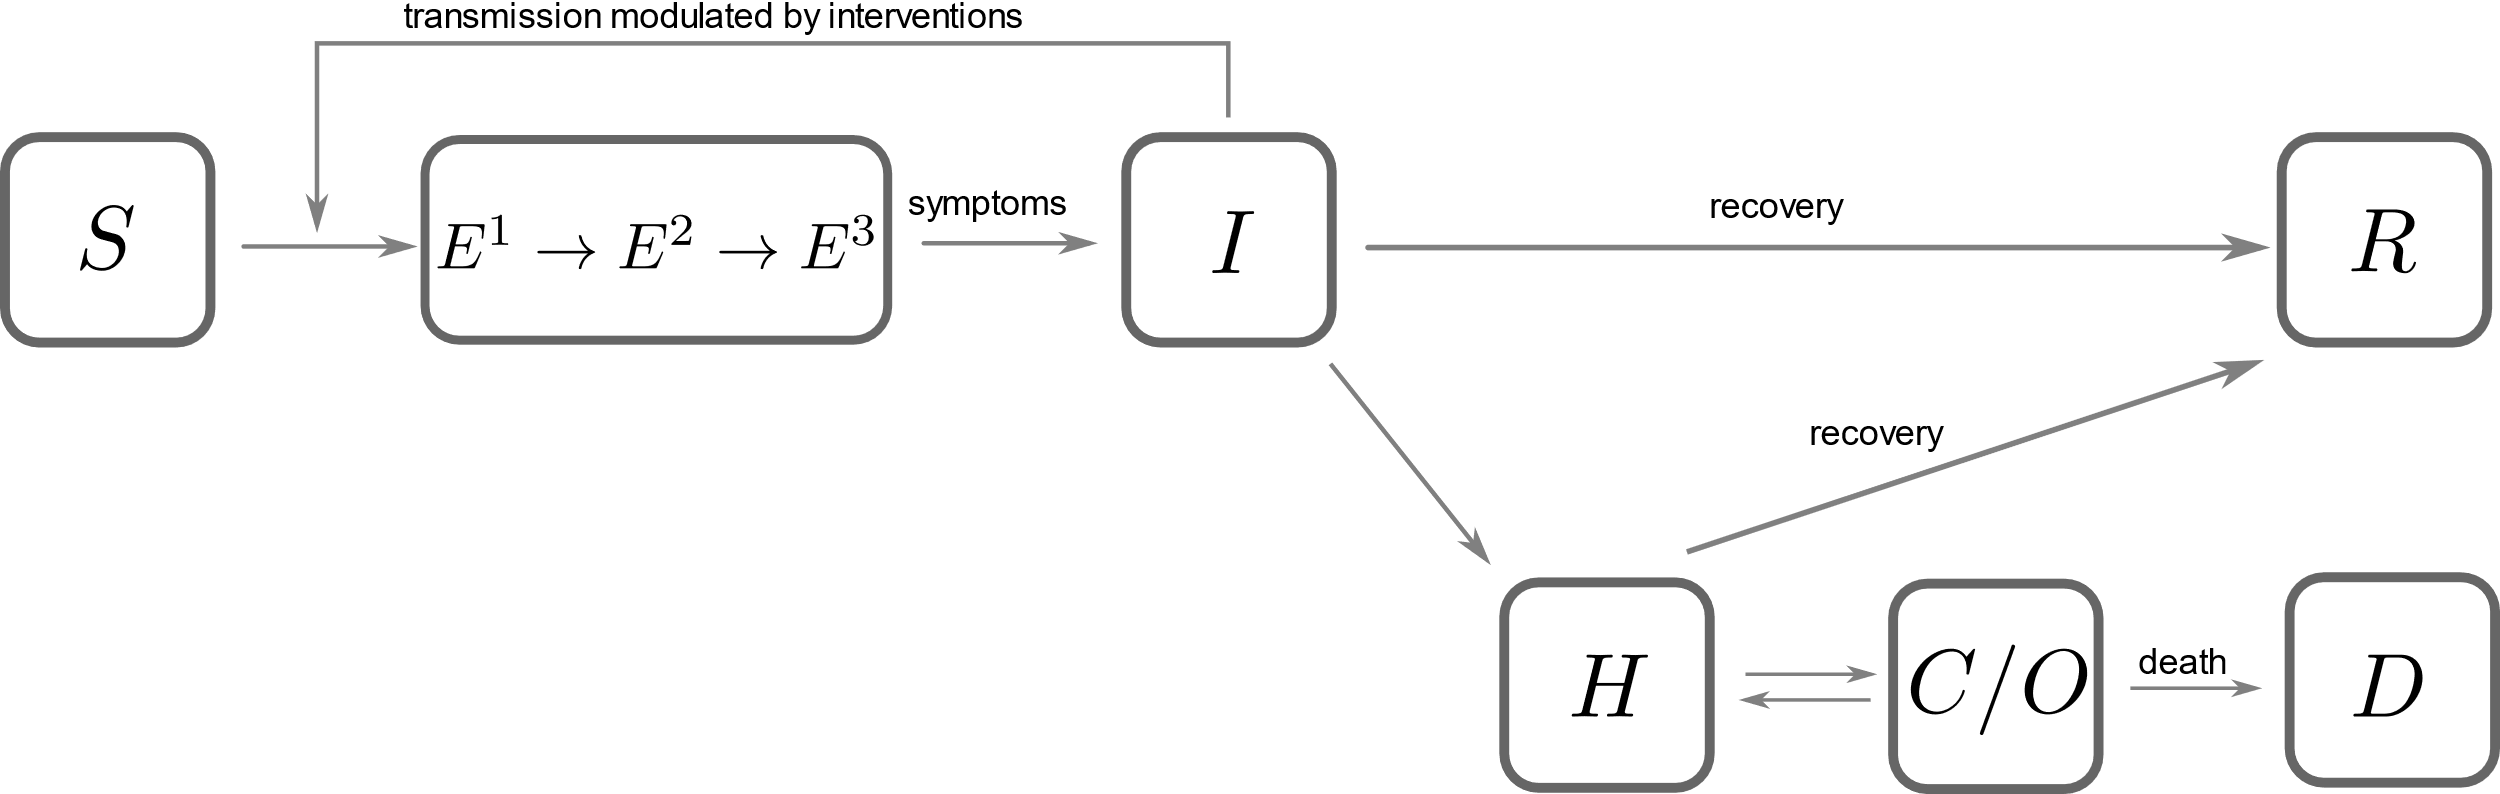 transmission modulated by interventions
S
E¹ → E² → E³
symptoms
I
recovery
R
recovery
H
C/O
death
D